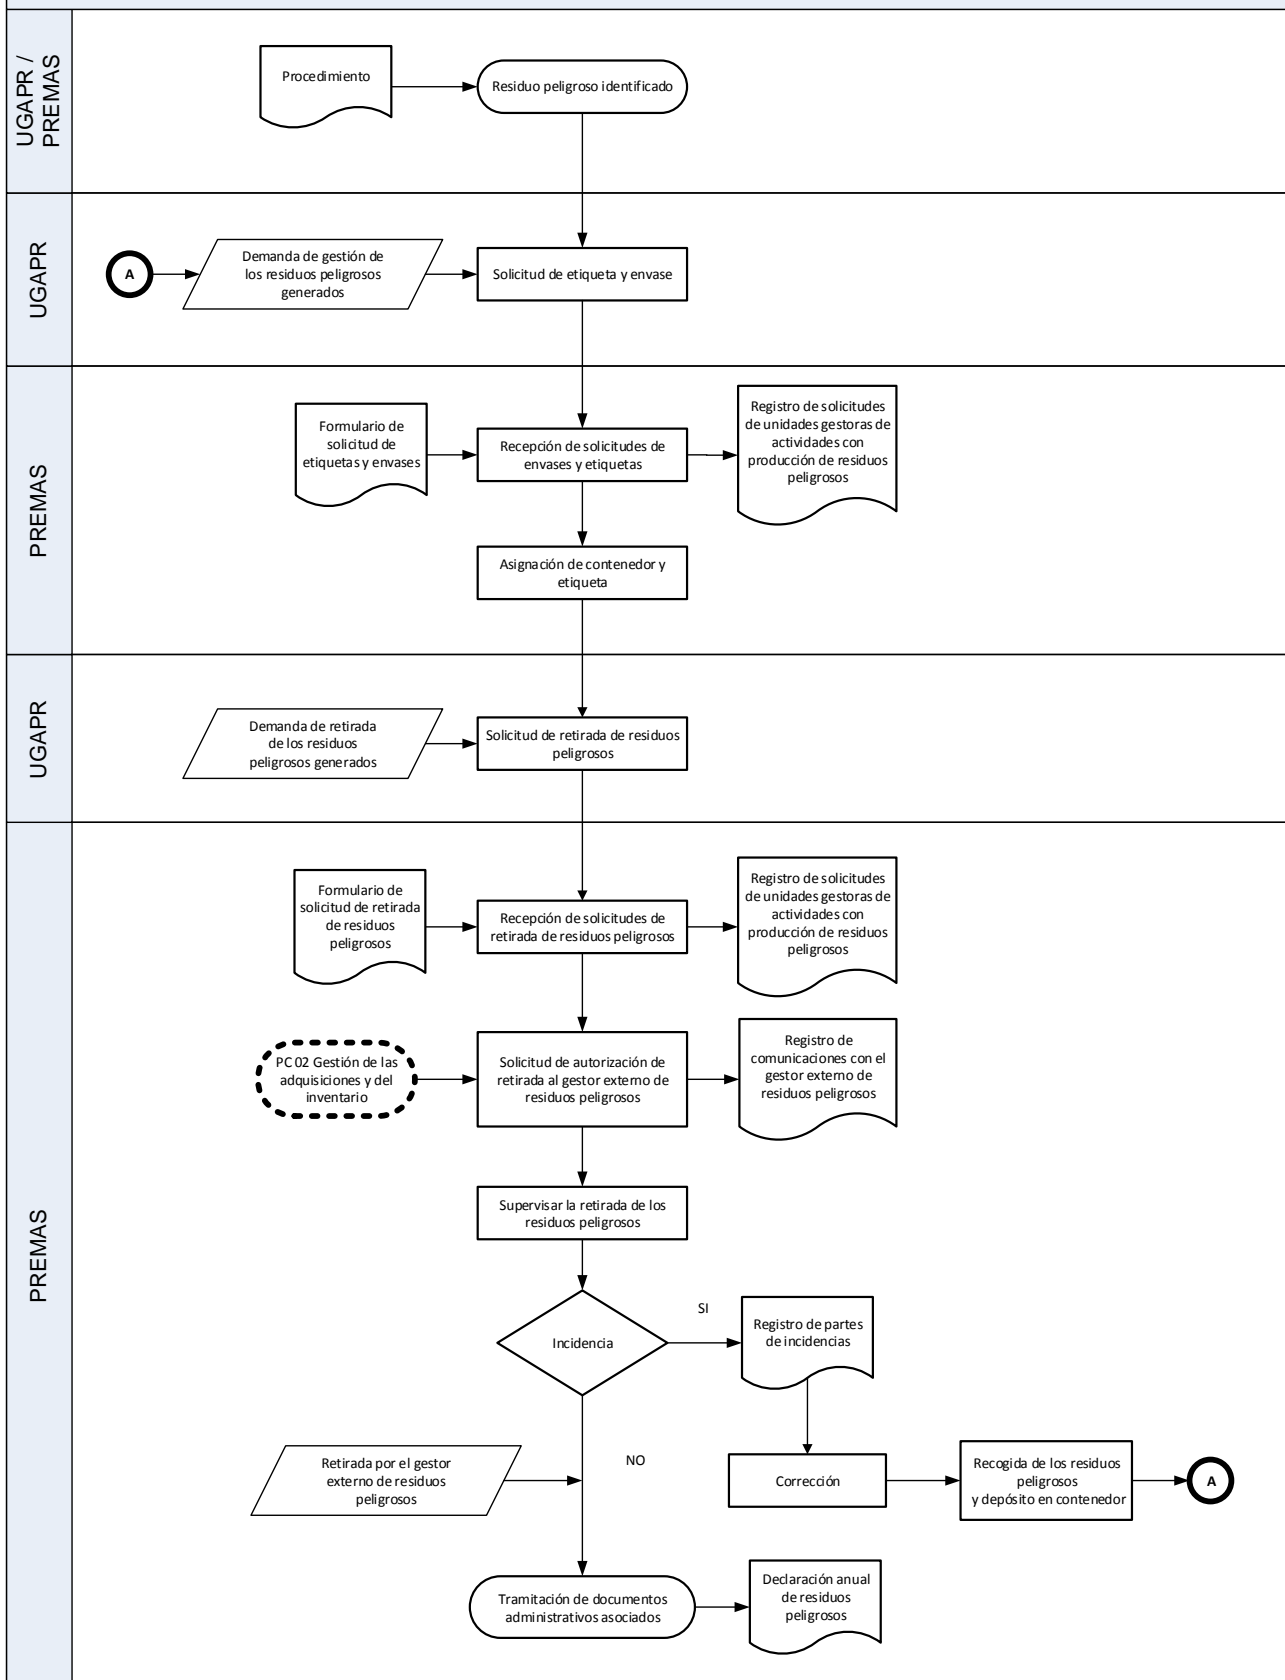 UGAPR /
PREMAS
Procedimiento
Residuo peligroso identificado
UGAPR
A
Demanda de gestión de
los residuos peligrosos
generados
Solicitud de etiqueta y envase
PREMAS
Formulario de
solicitud de
etiquetas y envases
Recepción de solicitudes de
envases y etiquetas
Registro de solicitudes
de unidades gestoras de
actividades con
producción de residuos
peligrosos
Asignación de contenedor y
etiqueta
UGAPR
Demanda de retirada
de los residuos
peligrosos generados
Solicitud de retirada de residuos
peligrosos
PREMAS
Formulario de
solicitud de retirada
de residuos
peligrosos
Recepción de solicitudes de
retirada de residuos peligrosos
Registro de solicitudes
de unidades gestoras de
actividades con
producción de residuos
peligrosos
PC 02 Gestión de las
adquisiciones y del
inventario
Solicitud de autorización de
retirada al gestor externo de
residuos peligrosos
Registro de
comunicaciones con el
gestor externo de
residuos peligrosos
Supervisar la retirada de los
residuos peligrosos
Incidencia
SI
Registro de partes
de incidencias
NO
Retirada por el gestor
externo de residuos
peligrosos
Corrección
Recogida de los residuos
peligrosos
y depósito en contenedor
A
Tramitación de documentos
administrativos asociados
Declaración anual
de residuos
peligrosos